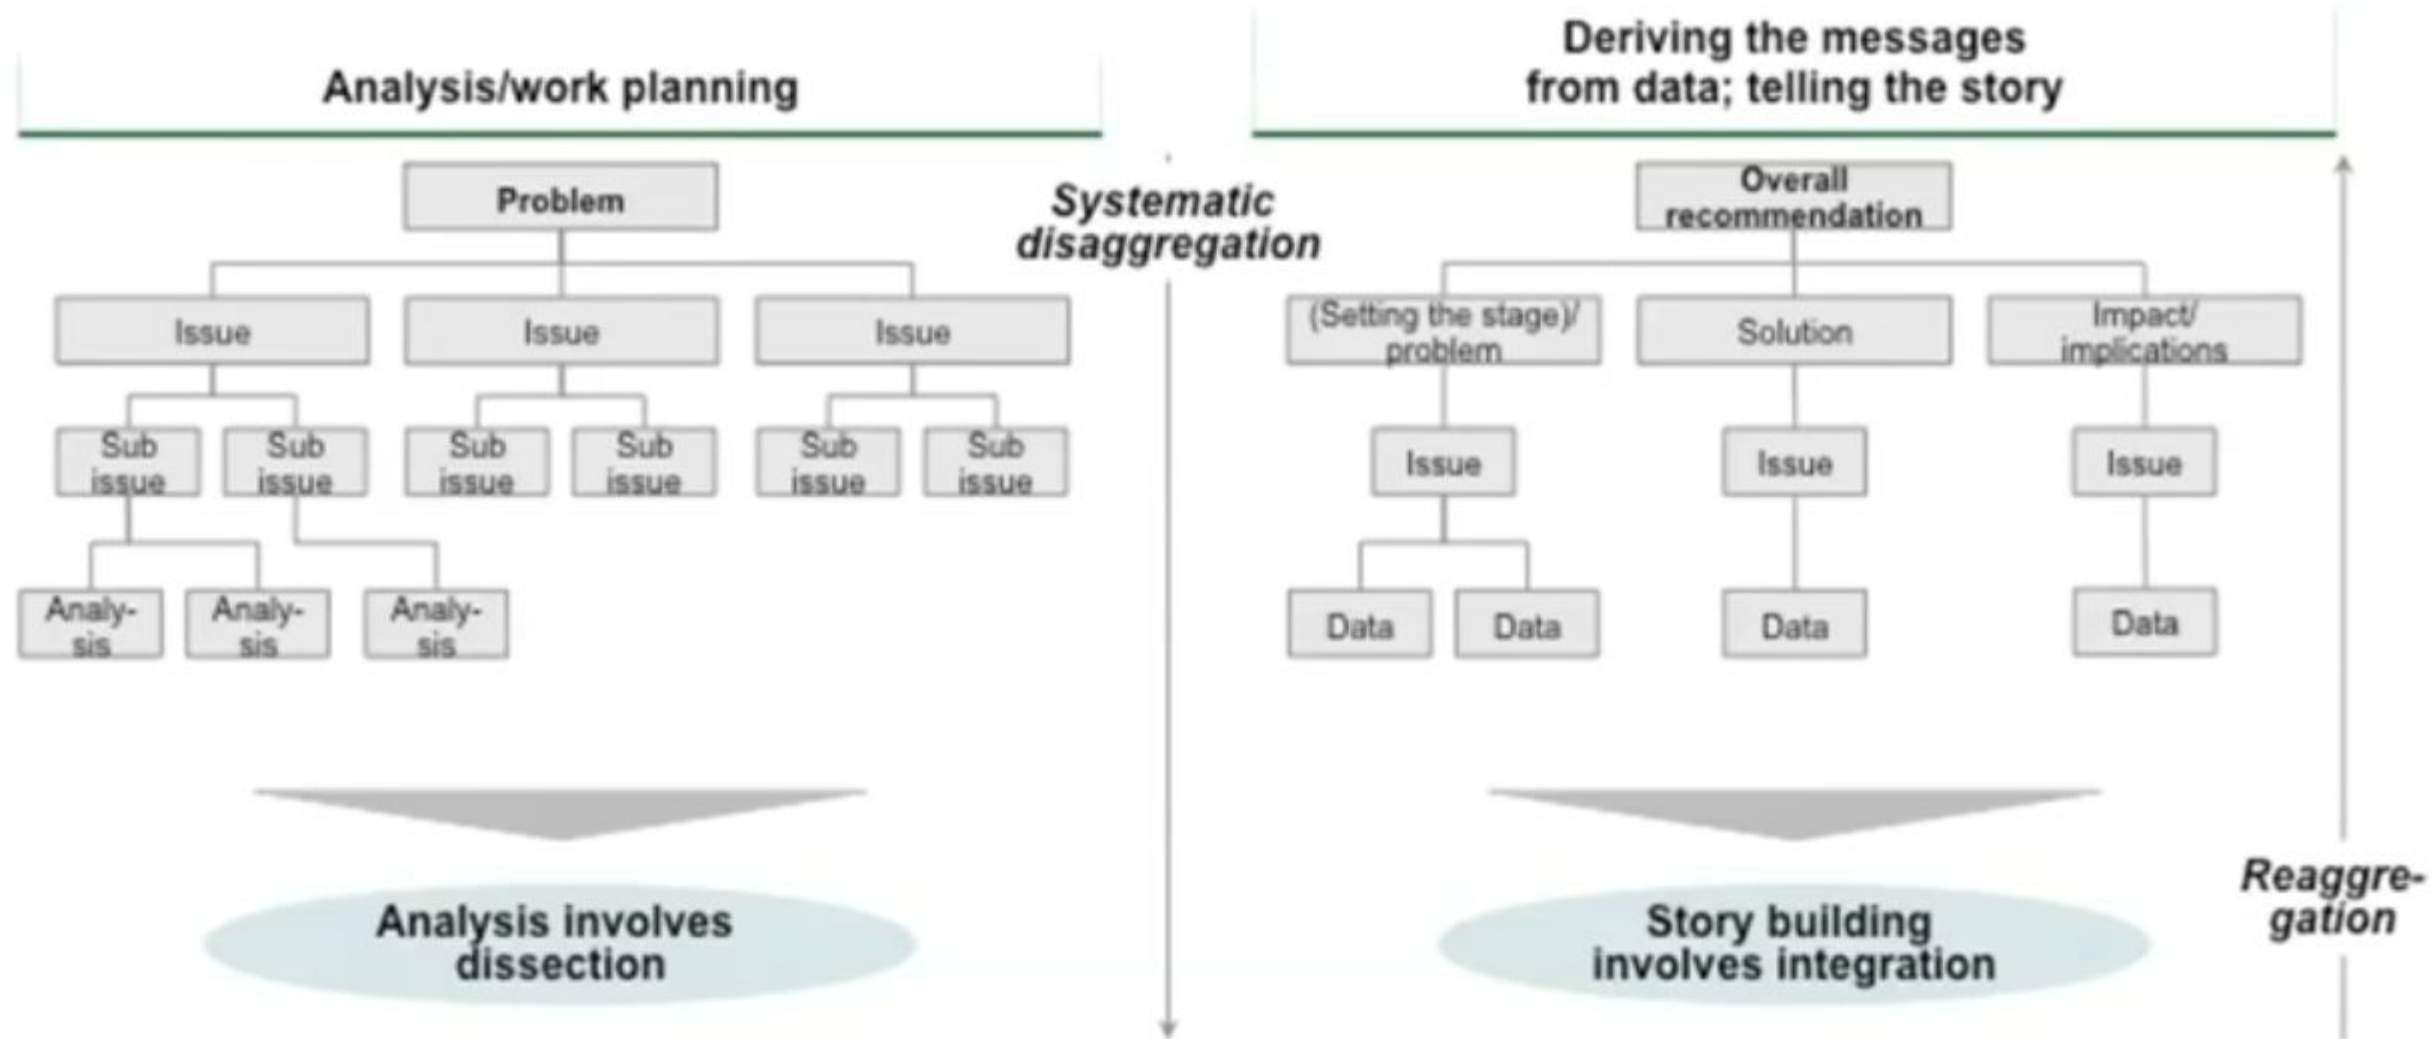 Analysis/work planning
Problem
Issue
Issue
Issue
Sub
issue
Sub
issue
Sub
issue
Sub
issue
Sub
issue
Sub
issue
Analy-
sis
Analy-
sis
Analy-
sis
Analysis involves
dissection
Systematic
disaggregation
Deriving the messages
from data; telling the story
Overall
recommendation
(Setting the stage)/
problem
Solution
Impact/
implications
Issue
Issue
Issue
Data
Data
Data
Data
Story building
involves integration
Reaggre-
gation